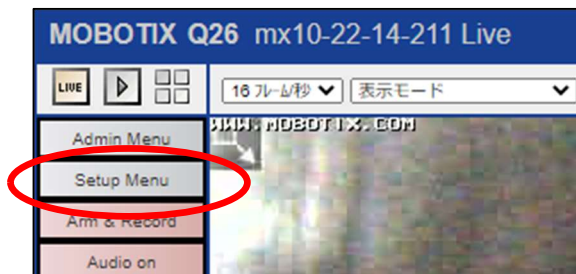 MOBOTIX Q26 mx10-22-14-211 Live
LIVE
16 フレーム/秒 表示モード
Admin Menu
WWW.MOBOTIX.COM
Setup Menu
Arm & Record
Audio on